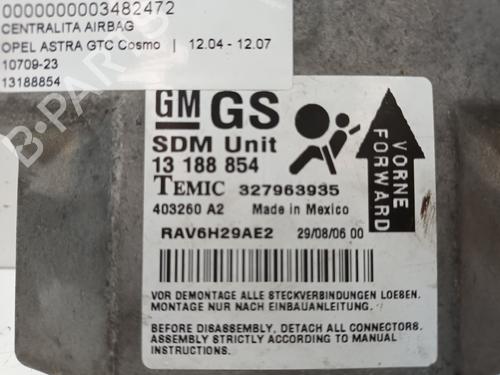 0000000003482472
CENTRALITA AIRBAG
OPEL ASTRA GTC Cosmo | 12.04 - 12.07
10709-23
13188854
GM GS
SDM Unit
13 188 854
TEMIC 327963935
403260 A2 Made in Mexico
RAV6H29AE2 29/08/06 00
VORNE
FORWARD
VOR DEMONTAGE ALLE STECKVERBINDUNGEN LOESEN.
MONTAGE NUR NACH EINBAUANLEITUNG.
BEFORE DISASSEMBLY, DETACH ALL CONNECTORS.
ASSEMBLY STRICTLY ACCORDING TO MANUAL
INSTRUCTIONS.